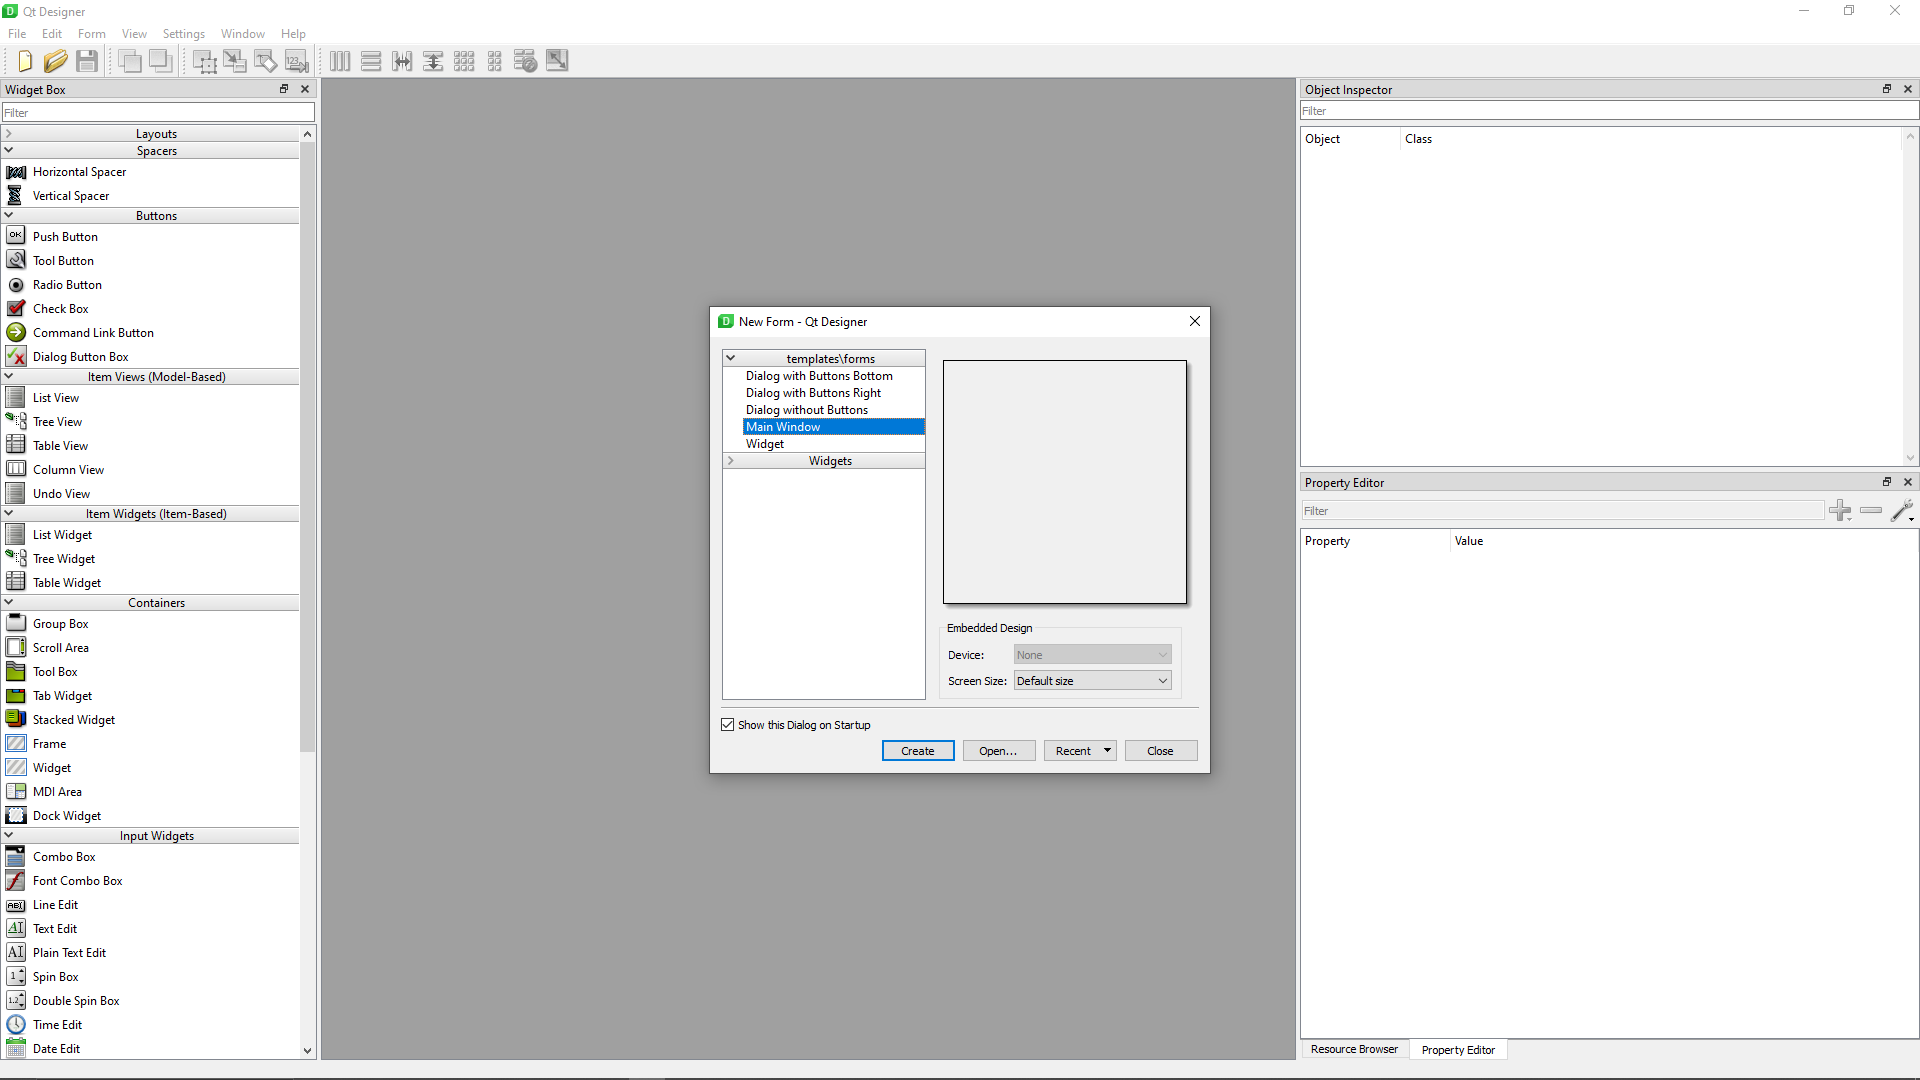 Qt Designer
File Edit Form View Settings Window Help
Widget Box
Filter
Layouts
Spacers
Horizontal Spacer
Vertical Spacer
Buttons
Push Button
Tool Button
Radio Button
Check Box
Command Link Button
Dialog Button Box
Item Views (Model-Based)
List View
Tree View
Table View
Column View
Undo View
Item Widgets (Item-Based)
List Widget
Tree Widget
Table Widget
Containers
Group Box
Scroll Area
Tool Box
Tab Widget
Stacked Widget
Frame
Widget
MDI Area
Dock Widget
Input Widgets
Combo Box
Font Combo Box
Line Edit
Text Edit
Plain Text Edit
Spin Box
Double Spin Box
Time Edit
Date Edit
New Form - Qt Designer
templates\forms
Dialog with Buttons Bottom
Dialog with Buttons Right
Dialog without Buttons
Main Window
Widget
Widgets
Embedded Design
Device: None
Screen Size: Default size
Show this Dialog on Startup
Create Open... Recent Close
Object Inspector
Filter
Object Class
Property Editor
Filter
Property Value
Resource Browser Property Editor